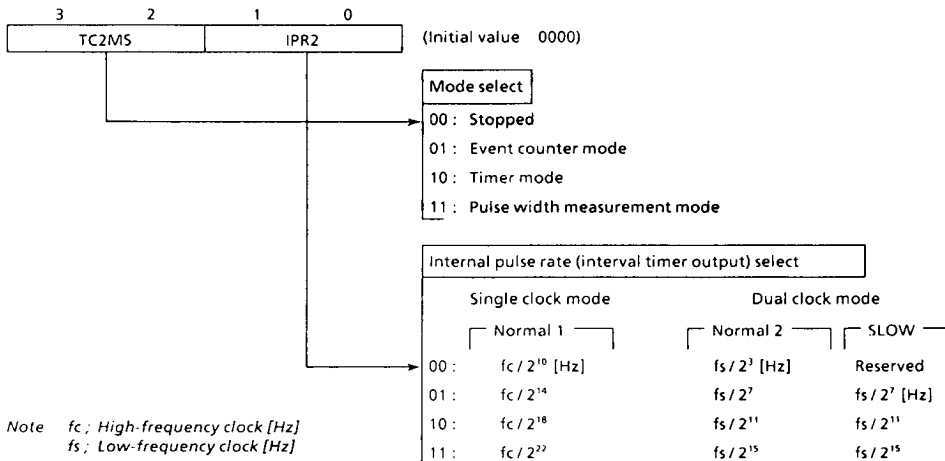 3 2 1 0
TC2MS IPR2 (Initial value 0000)
Mode select
00 : Stopped
01 : Event counter mode
10 : Timer mode
11 : Pulse width measurement mode
Internal pulse rate (interval timer output) select
Single clock mode Dual clock mode
Normal 1 Normal 2 SLOW
00 : fc / 2¹⁰ [Hz] fs / 2³ [Hz] Reserved
01 : fc / 2¹⁴ fs / 2⁷ fs / 2⁷ [Hz]
10 : fc / 2¹⁸ fs / 2¹¹ fs / 2¹¹
11 : fc / 2²² fs / 2¹⁵ fs / 2¹⁵
Note fc ; High-frequency clock [Hz]
fs ; Low-frequency clock [Hz]